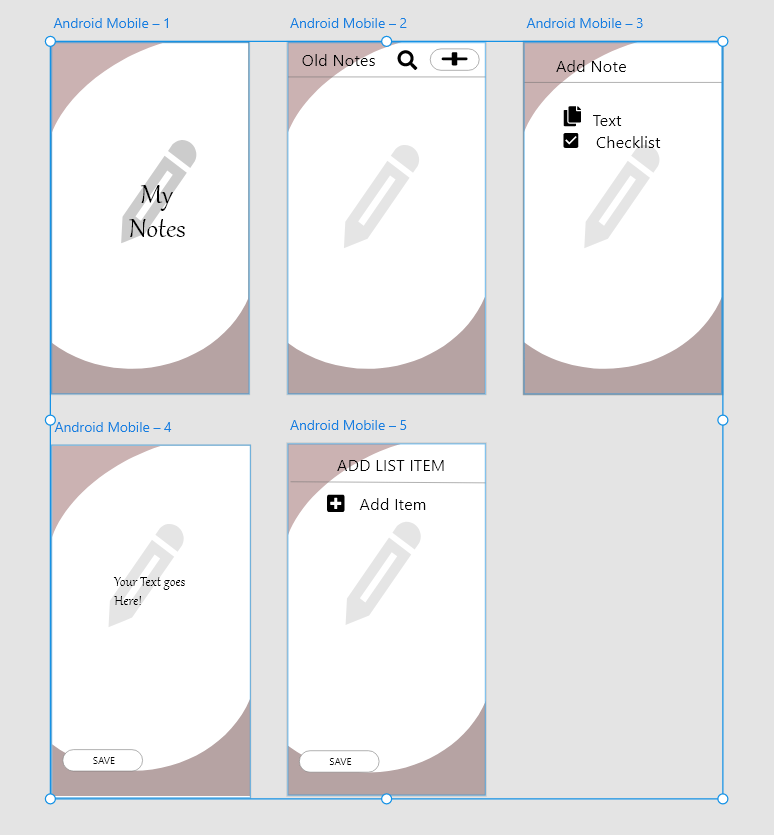 Android Mobile – 1
Android Mobile – 2
Android Mobile – 3
Old Notes
Add Note
Text
Checklist
My
Notes
Android Mobile – 4
Android Mobile – 5
ADD LIST ITEM
Add Item
Your Text goes
Here!
SAVE
SAVE